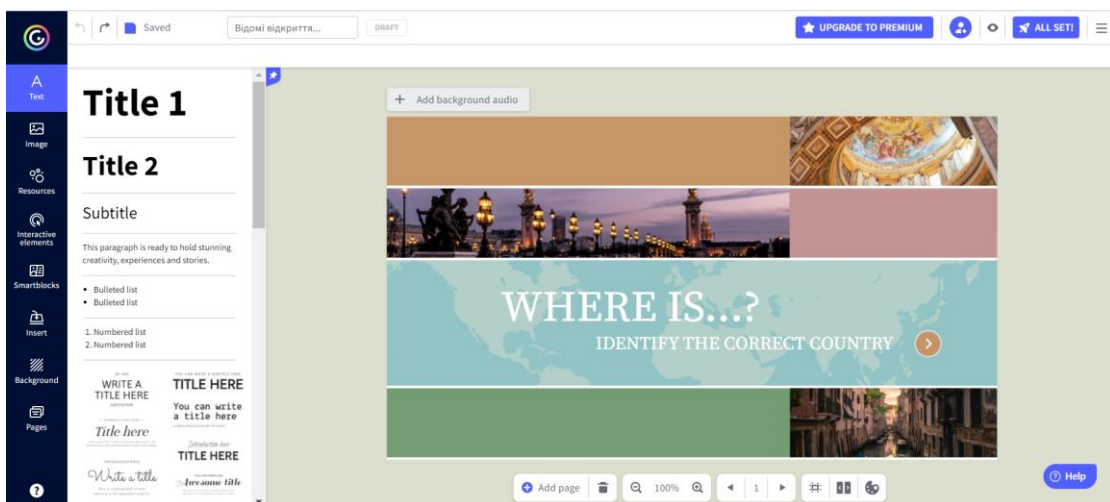 Saved
Відомі відкриття...
DRAFT
UPGRADE TO PREMIUM
ALL SET!
Text
Image
Resources
Interactive
elements
Smartblocks
Insert
Background
Pages
Title 1
Title 2
Subtitle
This paragraph is ready to hold stunning
creativity, experiences and stories.
• Bulleted list
• Bulleted list
1. Numbered list
2. Numbered list
WRITE A
TITLE HERE
Title here
Write a title
TITLE HERE
You can write
a title here
TITLE HERE
Awesome title
+ Add background audio
WHERE IS...?
IDENTIFY THE CORRECT COUNTRY
Add page
100%
1
Help